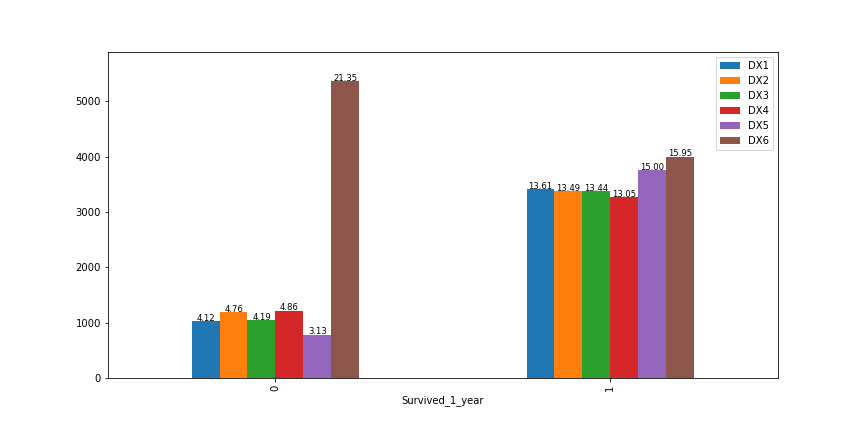 21.35
DX1
DX2
DX3
DX4
DX5
DX6
5000
4000
3000
2000
1000
0
15.95
15.00
13.61
13.49
13.44
13.05
4.12
4.76
4.19
4.86
3.13
0
1
Survived_1_year